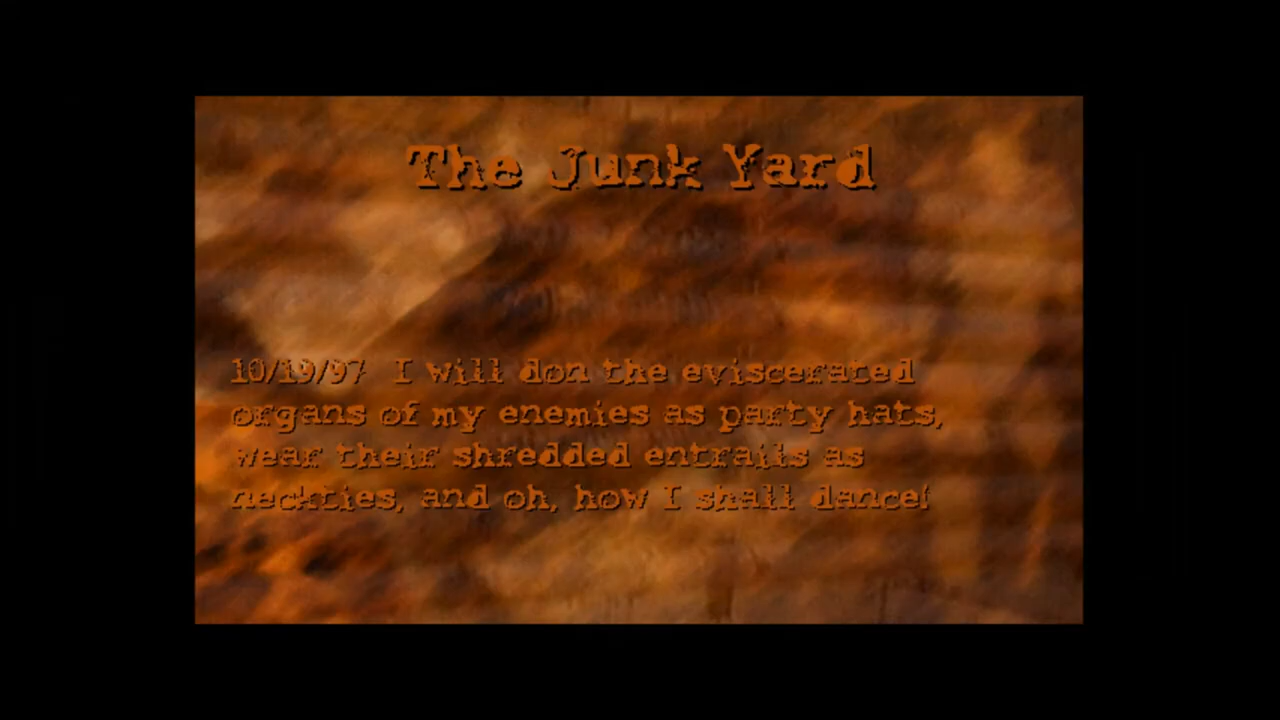 The Junk Yard
10/19/97 I will don the eviscerated
organs of my enemies as party hats,
wear their shredded entrails as
neckties, and oh, how I shall dance!